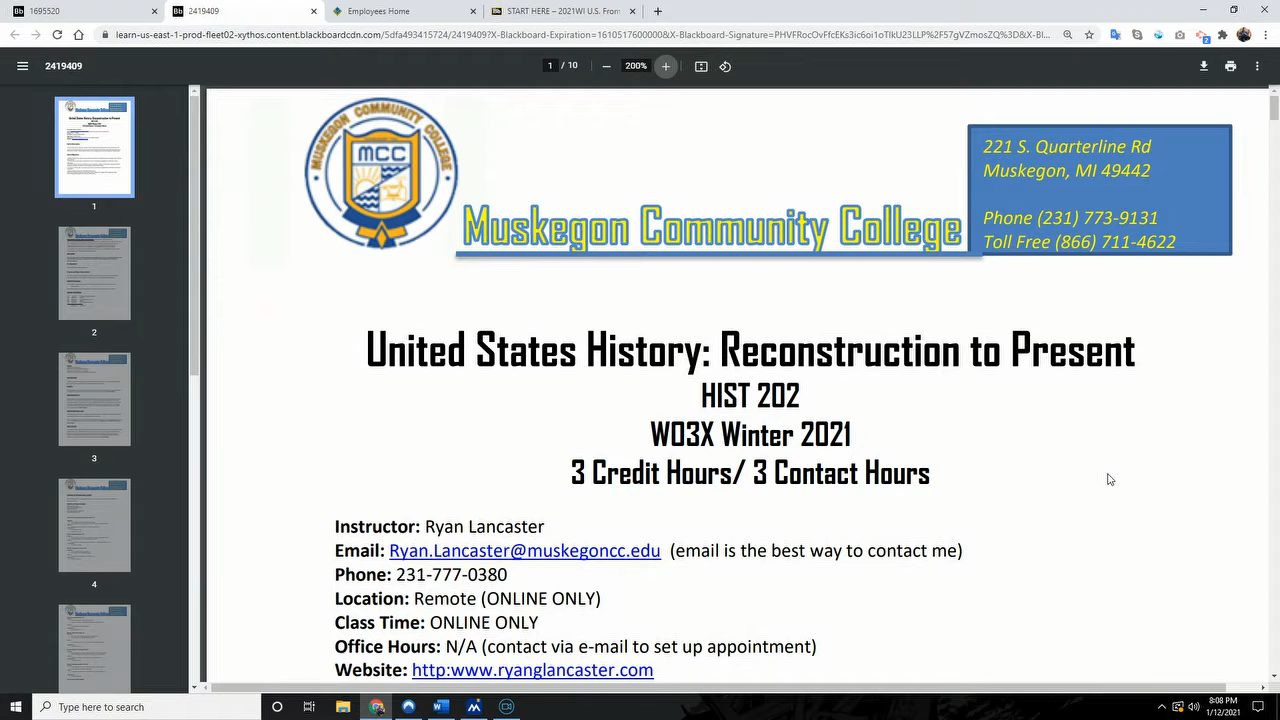 1695520
2419409
Employees Home
START HERE – 2021WI U.S. From
learn-us-east-1-prod-fleet02-xythos.content.blackboardcdn.com/5dfa493415724/2419409?X-Blackboard-Expiration=1610517600000&X-Blackboard-Signature=
2419409
1 / 10
200%
MUSKEGON COMMUNITY COLLEGE
MCC
Muskegon Community College
221 S. Quarterline Rd
Muskegon, MI 49442
Phone (231) 773-9131
Toll Free (866) 711-4622
United States History: Reconstruction to Present
HIST 202
W03X Winter 2021
3 Credit Hours/ 3 Contact Hours
Instructor: Ryan Lancaster
Email: Ryan.Lancaster@muskegoncc.edu (email is the best way to contact me)
Phone: 231-777-0380
Location: Remote (ONLINE ONLY)
Class Time: ONLINE ONLY
Office Hours: N/A (contact via e-mail to set up appointment)
Website: http:www.ryanglancaster.com
1
2
3
4
Type here to search
8:08 PM
1/12/2021